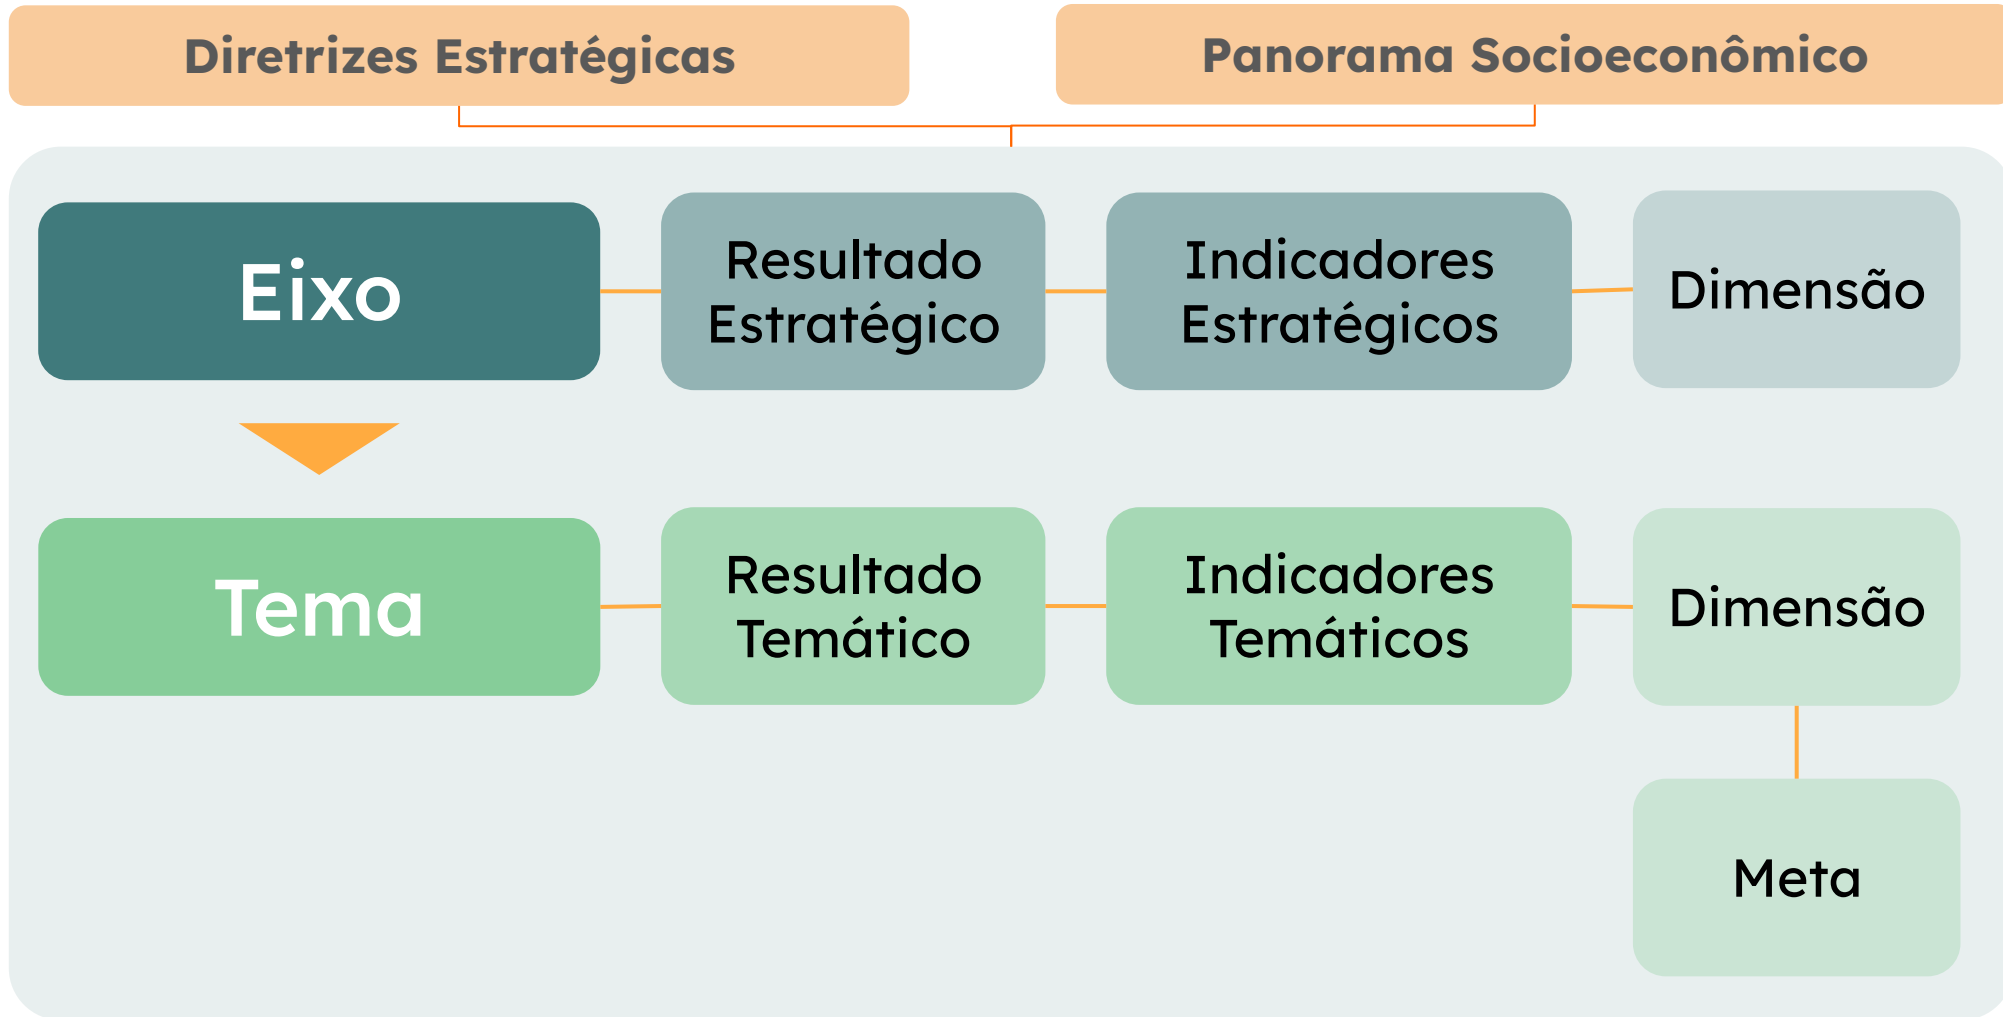 Diretrizes Estratégicas
Panorama Socioeconômico
Eixo
Resultado
Estratégico
Indicadores
Estratégicos
Dimensão
Tema
Resultado
Temático
Indicadores
Temáticos
Dimensão
Meta